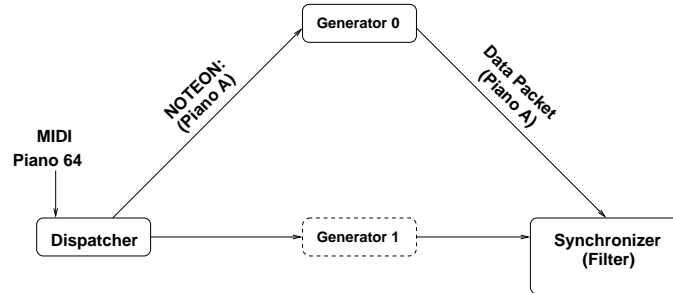 Generator 0
NOTEON:
(Piano A)
Data Packet
(Piano A)
MIDI
Piano 64
Dispatcher
Generator 1
Synchronizer
(Filter)